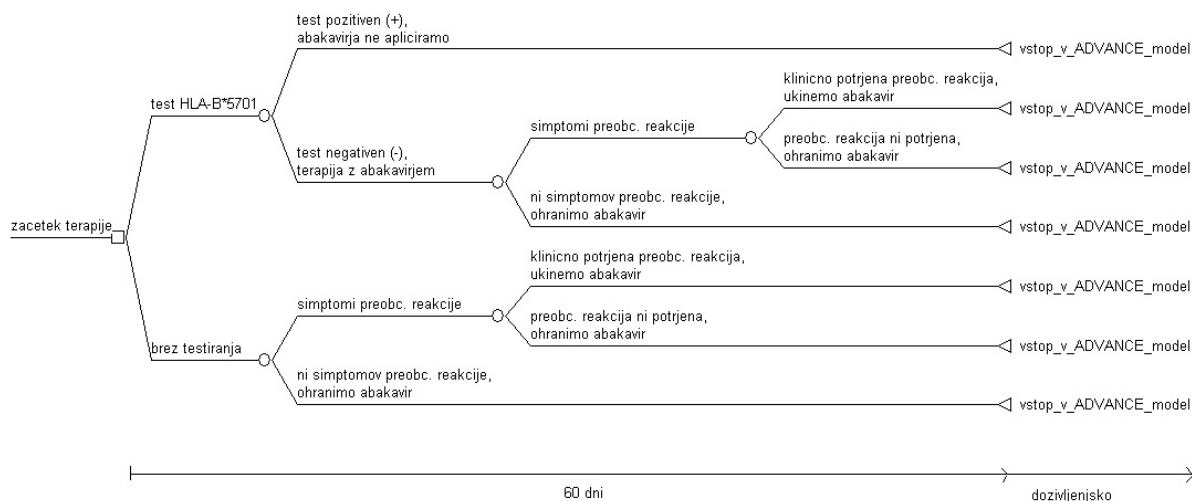 test pozitiven (+),
abakavirja ne apliciramo
vstop_v_ADVANCE_model
klinicno potrjena preobc. reakcija,
ukinemo abakavir
test HLA-B*5701
vstop_v_ADVANCE_model
simptomi preobc. reakcije
preobc. reakcija ni potrjena,
ohranimo abakavir
test negativen (-),
terapija z abakavirjem
vstop_v_ADVANCE_model
ni simptomov preobc. reakcije,
ohranimo abakavir
vstop_v_ADVANCE_model
zacetek terapije
klinicno potrjena preobc. reakcija,
ukinemo abakavir
vstop_v_ADVANCE_model
simptomi preobc. reakcije
preobc. reakcija ni potrjena,
ohranimo abakavir
brez testiranja
vstop_v_ADVANCE_model
ni simptomov preobc. reakcije,
ohranimo abakavir
vstop_v_ADVANCE_model
60 dni
dozivljenjsko